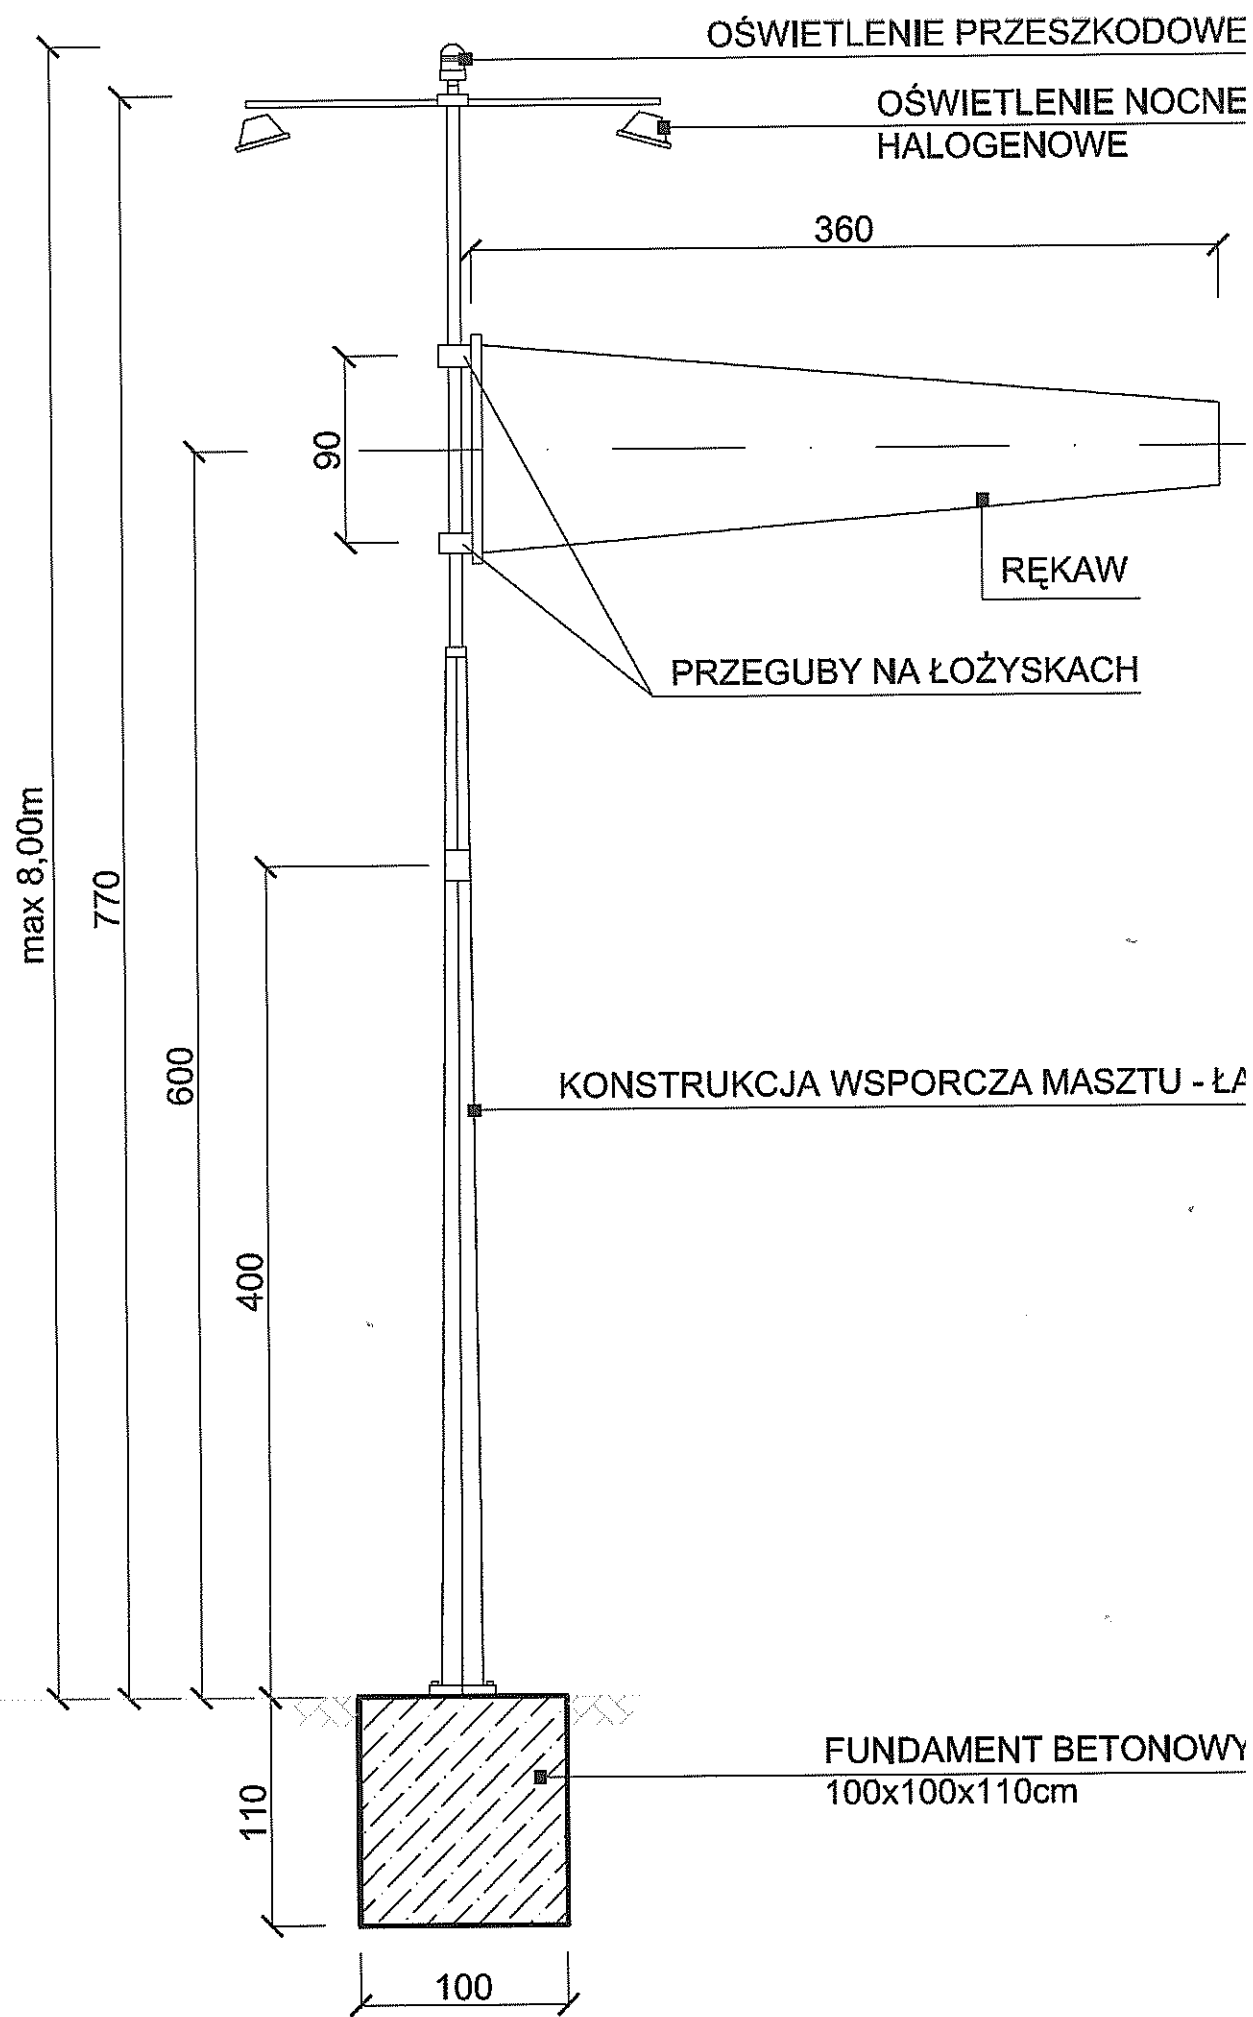 OŚWIETLENIE PRZESZKODOWE
OŚWIETLENIE NOCNE
HALOGENOWE
360
90
RĘKAW
PRZEGUBY NA ŁOŻYSKACH
max 8,00m
770
600
400
KONSTRUKCJA WSPORCZA MASZTU - ŁA
FUNDAMENT BETONOWY
100x100x110cm
110
100